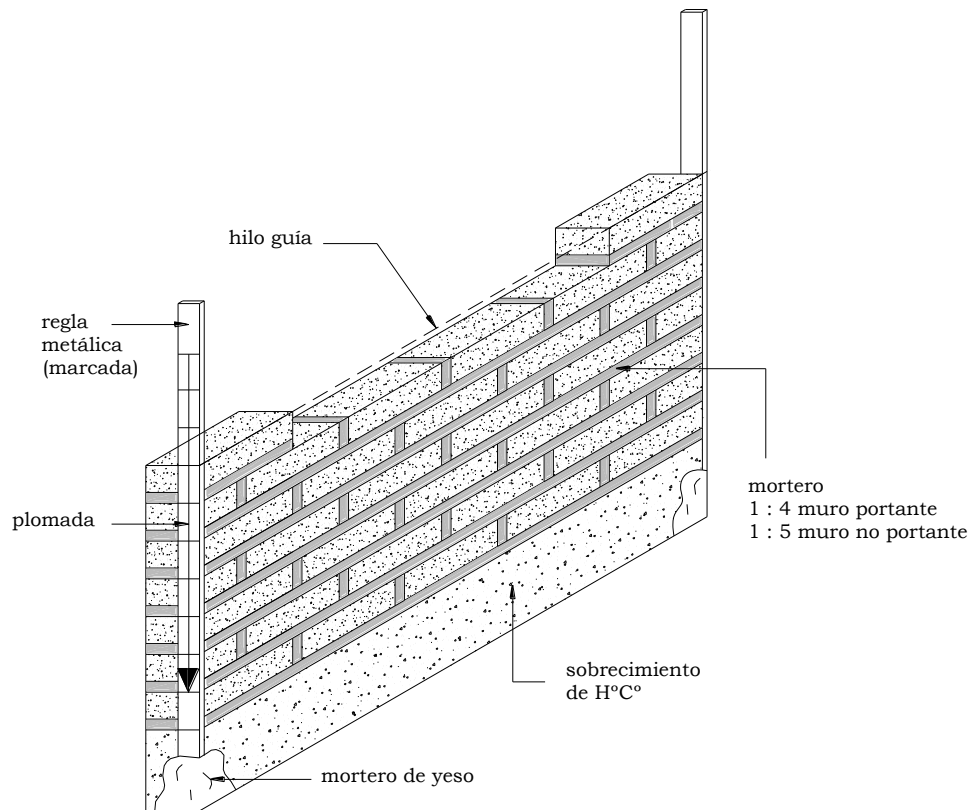 hilo guía
regla
metálica
(marcada)
plomada
mortero
1 : 4 muro portante
1 : 5 muro no portante
sobrecimiento
de HºCº
mortero de yeso